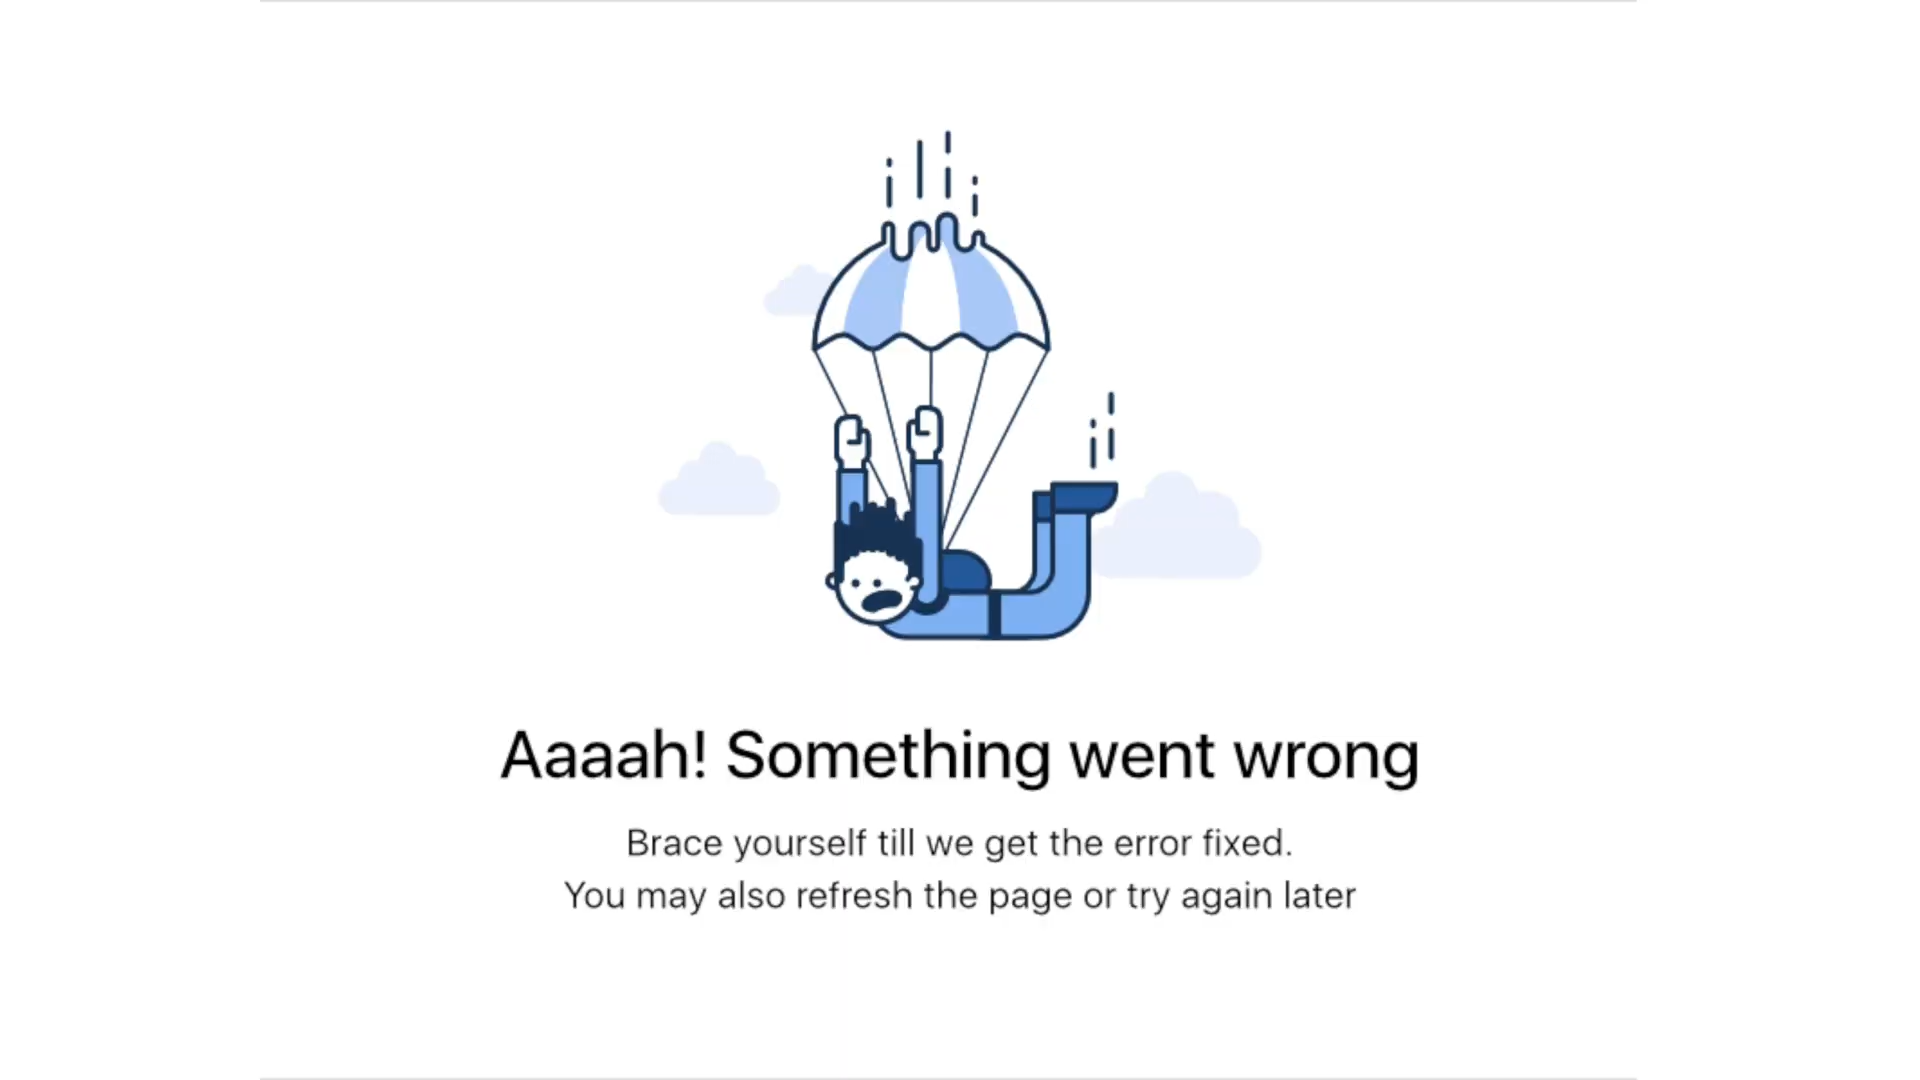 Aaaah! Something went wrong
Brace yourself till we get the error fixed.
You may also refresh the page or try again later